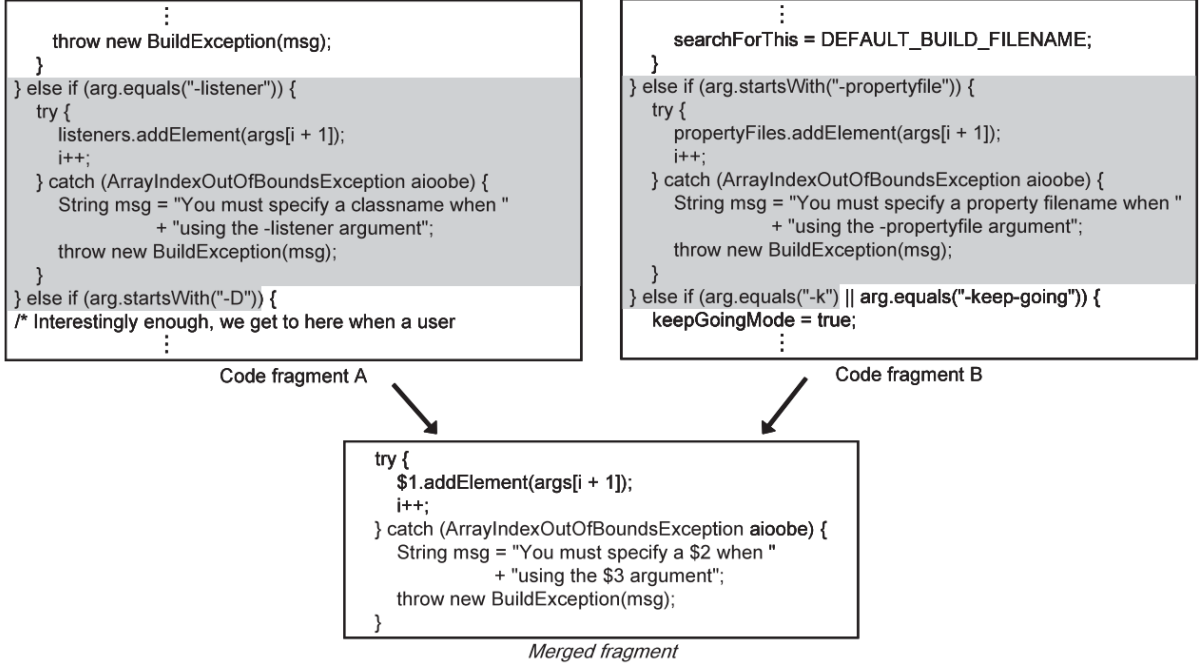 ⋮
throw new BuildException(msg);
}
} else if (arg.equals("-listener")) {
try {
listeners.addElement(args[i + 1]);
i++;
} catch (ArrayIndexOutOfBoundsException aioobe) {
String msg = "You must specify a classname when "
+ "using the -listener argument";
throw new BuildException(msg);
}
} else if (arg.startsWith("-D")) {
/* Interestingly enough, we get to here when a user
⋮
Code fragment A
⋮
searchForThis = DEFAULT_BUILD_FILENAME;
}
} else if (arg.startsWith("-propertyfile")) {
try {
propertyFiles.addElement(args[i + 1]);
i++;
} catch (ArrayIndexOutOfBoundsException aioobe) {
String msg = "You must specify a property filename when "
+ "using the -propertyfile argument";
throw new BuildException(msg);
}
} else if (arg.equals("-k") || arg.equals("-keep-going")) {
keepGoingMode = true;
⋮
Code fragment B
try {
$1.addElement(args[i + 1]);
i++;
} catch (ArrayIndexOutOfBoundsException aioobe) {
String msg = "You must specify a $2 when "
+ "using the $3 argument";
throw new BuildException(msg);
}
Merged fragment